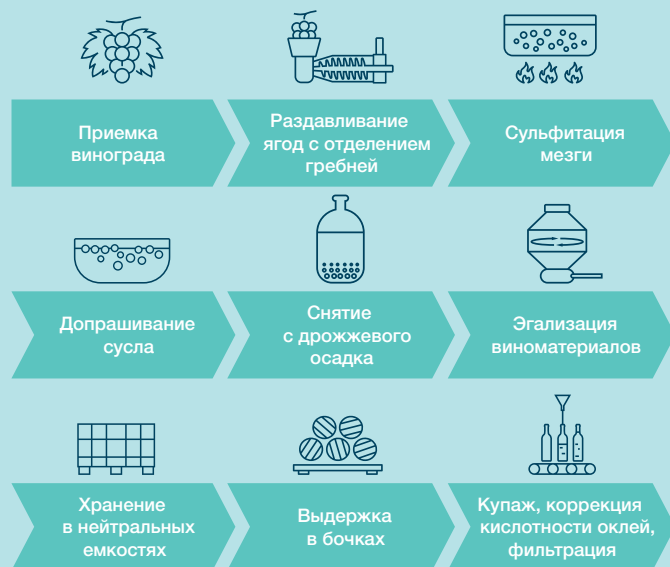 Приемка
винограда
Раздавливание
ягод с отделением
гребней
Сульфитация
мезги
Допрашивание
сусла
Снятие
с дрожжевого
осадка
Эгализация
виноматериалов
Хранение
в нейтральных
емкостях
Выдержка
в бочках
Купаж, коррекция
кислотности оклей,
фильтрация